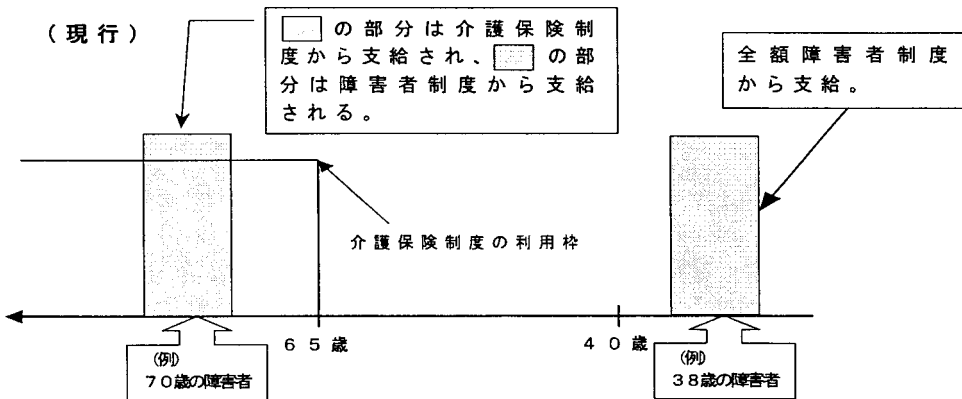 (現行)
の部分は介護保険制
度から支給され、 の部
分は障害者制度から支給
される。
全額障害者制度
から支給。
介護保険制度の利用枠
65歳
40歳
(例)
70歳の障害者
(例)
38歳の障害者